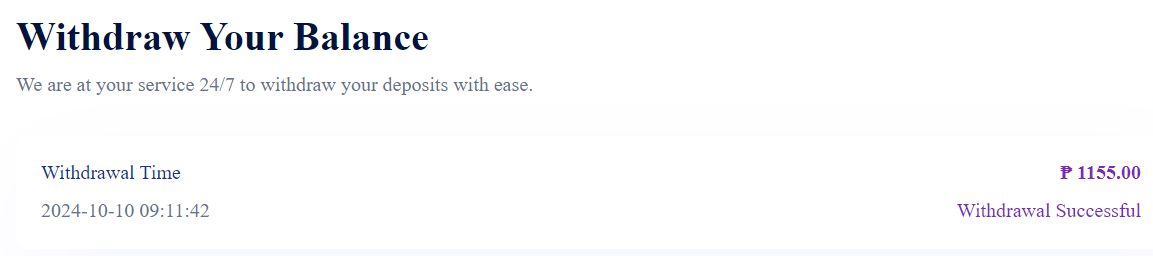 Withdraw Your Balance
We are at your service 24/7 to withdraw your deposits with ease.
Withdrawal Time
₱ 1155.00
2024-10-10 09:11:42
Withdrawal Successful